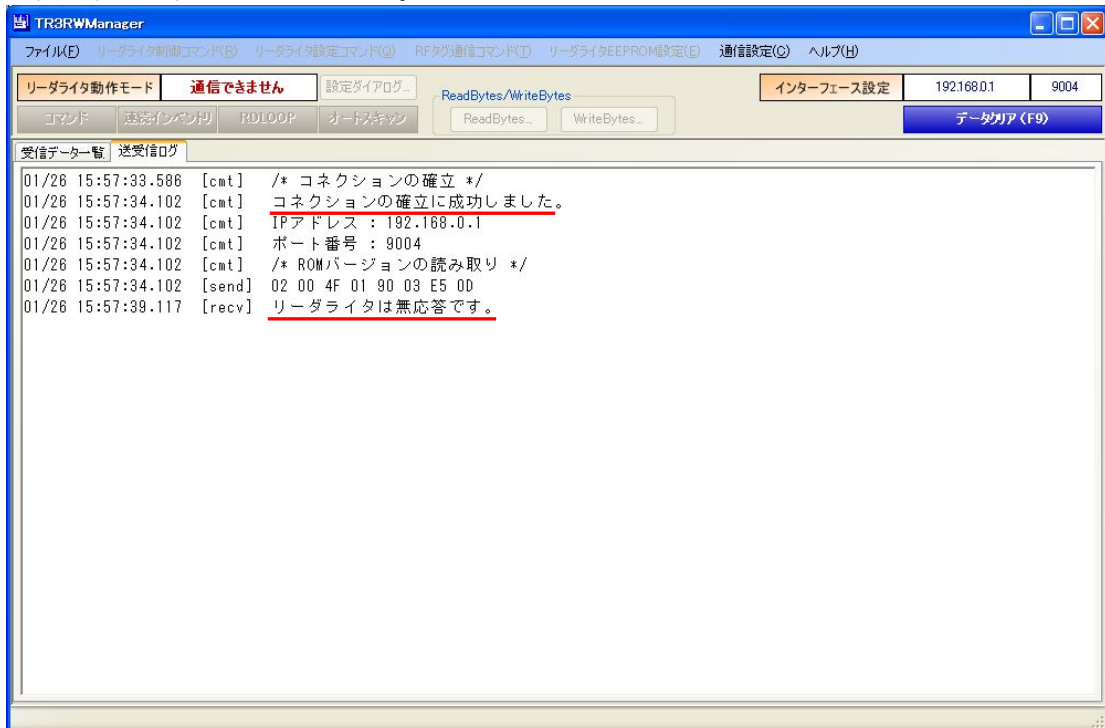 TR3RWManager
ファイル(F) リーダライタ制御コマンド(R) リーダライタ設定コマンド(Q) RFタグ通信コマンド(T) リーダライタEEPROM設定(E) 通信設定(C) ヘルプ(H)
リーダライタ動作モード 通信できません 設定ダイアログ... ReadBytes/WriteBytes インターフェース設定 192.168.0.1 9004
コマンド 連続インベントリ RDLOOP オートスキャン ReadBytes... WriteBytes... データクリア (F9)
受信データ一覧 送受信ログ
01/26 15:57:33.586 [cmt] /* コネクションの確立 */
01/26 15:57:34.102 [cmt] コネクションの確立に成功しました。
01/26 15:57:34.102 [cmt] IPアドレス : 192.168.0.1
01/26 15:57:34.102 [cmt] ポート番号 : 9004
01/26 15:57:34.102 [cmt] /* ROMバージョンの読み取り */
01/26 15:57:34.102 [send] 02 00 4F 01 90 03 E5 0D
01/26 15:57:39.117 [recv] リーダライタは無応答です。